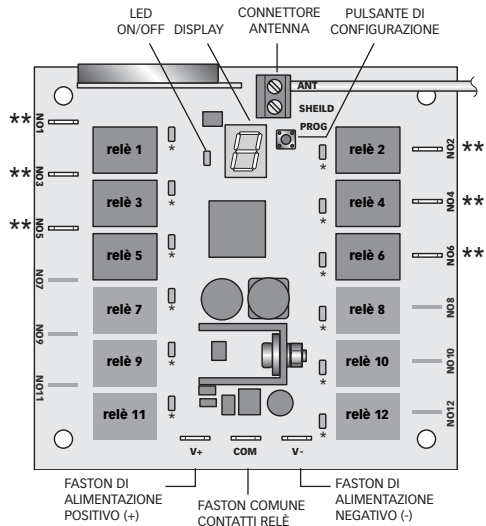 LED
ON/OFF
DISPLAY
CONNETTORE
ANTENNA
PULSANTE DI
CONFIGURAZIONE
ANT
SHEILD
PROG
** NO1
relè 1
*
relè 2
*
NO2 **
** NO3
relè 3
*
relè 4
*
NO4 **
** NO5
relè 5
*
relè 6
*
NO6 **
NO7
relè 7
*
relè 8
*
NO8
NO9
relè 9
*
relè 10
*
NO10
NO11
relè 11
*
relè 12
*
NO12
V+
COM
V-
FASTON DI
ALIMENTAZIONE
POSITIVO (+)
FASTON COMUNE
CONTATTI RELÈ
FASTON DI
ALIMENTAZIONE
NEGATIVO (-)